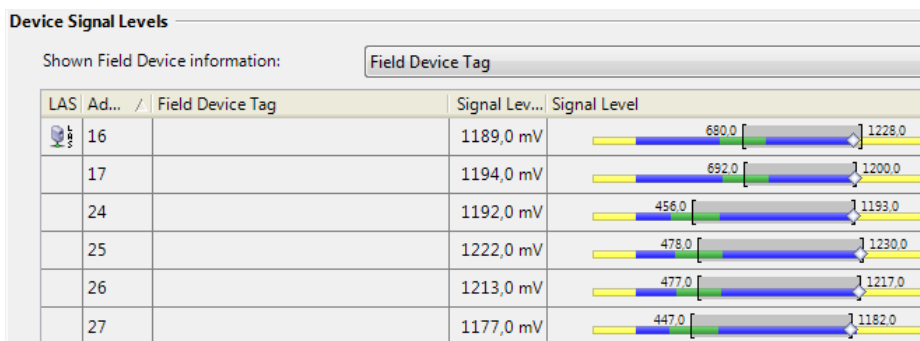 Device Signal Levels
Shown Field Device information: Field Device Tag
LAS Ad... Field Device Tag Signal Lev... Signal Level
LAS 16 1189,0 mV 680,0 1228,0
17 1194,0 mV 692,0 1200,0
24 1192,0 mV 456,0 1193,0
25 1222,0 mV 478,0 1230,0
26 1213,0 mV 477,0 1217,0
27 1177,0 mV 447,0 1182,0